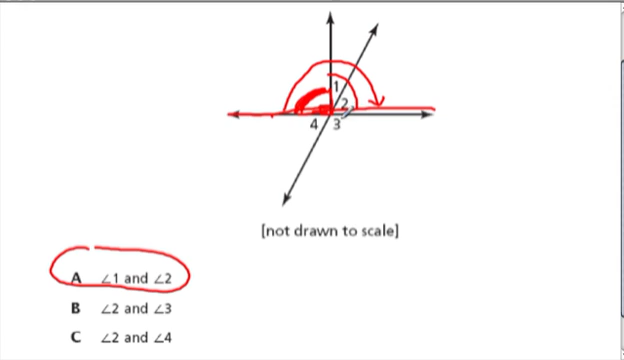 1
2
4 3
[not drawn to scale]
A ∠1 and ∠2
B ∠2 and ∠3
C ∠2 and ∠4